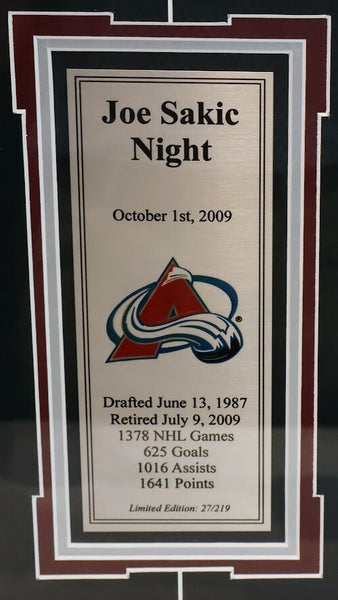 Joe Sakic
Night
October 1st, 2009
®
Drafted June 13, 1987
Retired July 9, 2009
1378 NHL Games
625 Goals
1016 Assists
1641 Points
Limited Edition: 27/219